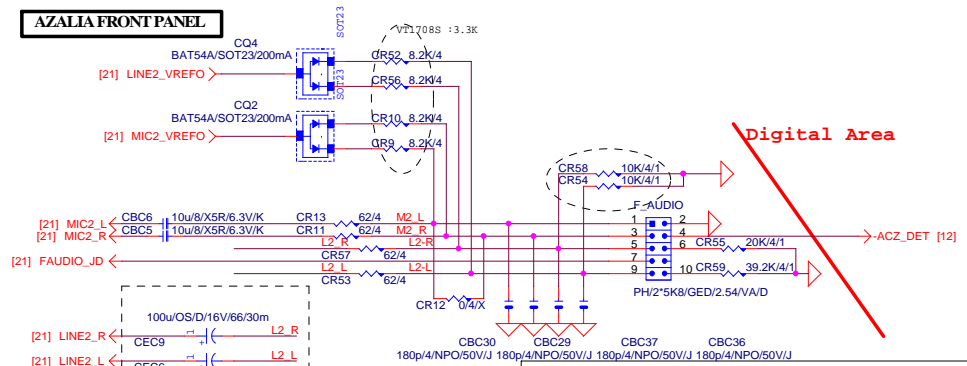 AZALIA FRONT PANEL
SOT23
VT1708S :3.3K
CQ4
BAT54A/SOT23/200mA
CR52 8.2K/4
[21] LINE2_VREFO
SOT23
CR56 8.2K/4
CQ2
BAT54A/SOT23/200mA
CR10 8.2K/4
[21] MIC2_VREFO
CR9 8.2K/4
Digital Area
CR58 10K/4/1
CR54 10K/4/1
F_AUDIO
[21] MIC2_L CBC6 10u/8/X5R/6.3V/K CR13 62/4 M2_L 1 2
[21] MIC2_R CBC5 10u/8/X5R/6.3V/K CR11 62/4 M2_R 3 4 -ACZ_DET [12]
L2_R L2-R 5 6 CR55 20K/4/1
CR57 62/4
[21] FAUDIO_JD 7
L2_L L2-L 9 10 CR59 39.2K/4/1
CR53 62/4
PH/2*5K8/GED/2.54/VA/D
CR12 0/4/X
100u/OS/D/16V/66/30m
[21] LINE2_R 1 + L2_R
CEC9
CBC30 CBC29 CBC37 CBC36
180p/4/NPO/50V/J 180p/4/NPO/50V/J 180p/4/NPO/50V/J 180p/4/NPO/50V/J
[21] LINE2_L 1 + L2_L